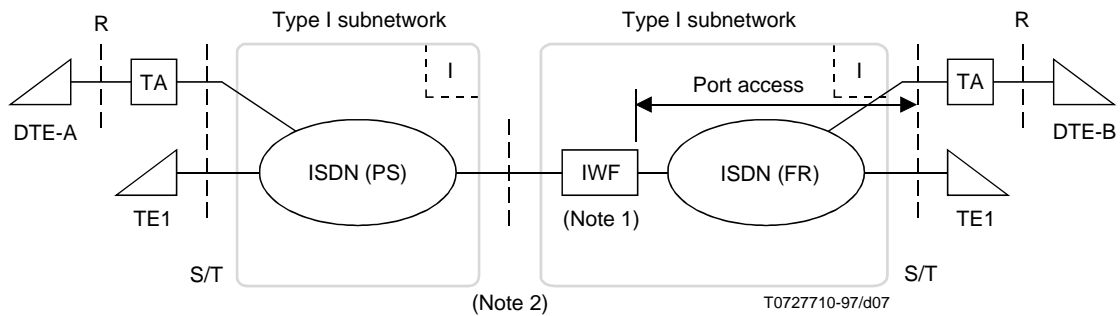 Type I subnetwork
Type I subnetwork
R
R
I
I
TA
Port access
TA
DTE-A
DTE-B
ISDN (PS)
IWF
ISDN (FR)
TE1
(Note 1)
TE1
S/T
S/T
(Note 2)
T0727710-97/d07